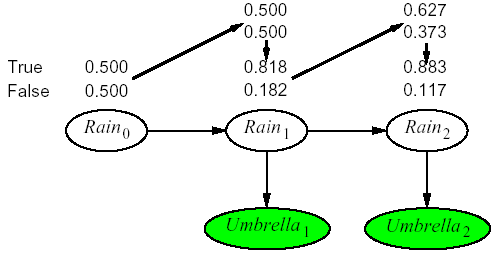 0.500 0.627
0.500 0.373
True 0.500 0.818 0.883
False 0.500 0.182 0.117
Rain0 Rain1 Rain2
Umbrella1 Umbrella2